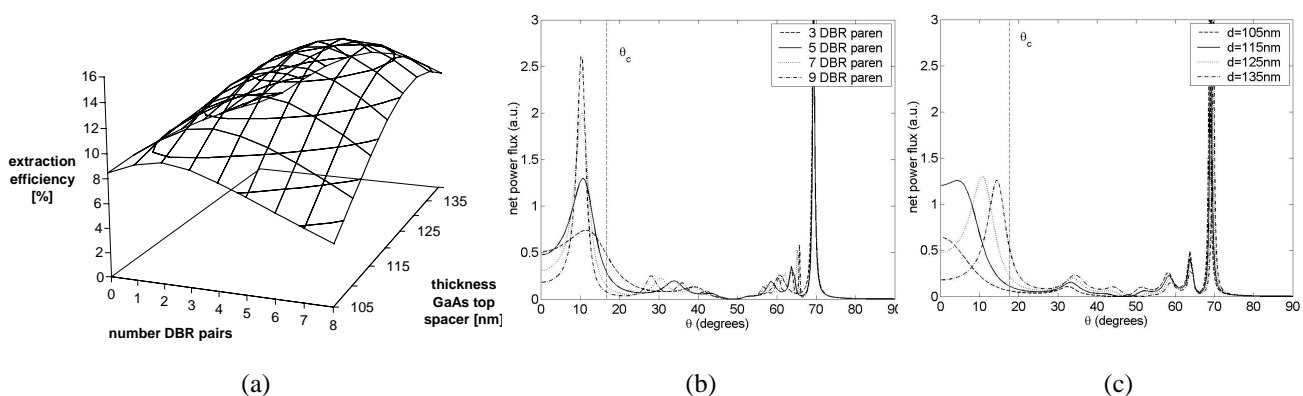 16
14
12
10
8
6
4
2
0
extraction
efficiency
[%]
0 1 2 3 4 5 6 7 8
number DBR pairs
105
115
125
135
thickness
GaAs top
spacer [nm]
(a)
3
2.5
2
1.5
1
0.5
0
net power flux (a.u.)
0 10 20 30 40 50 60 70 80 90
θ (degrees)
θc
3 DBR paren
5 DBR paren
7 DBR paren
9 DBR paren
(b)
3
2.5
2
1.5
1
0.5
0
net power flux (a.u.)
0 10 20 30 40 50 60 70 80 90
θ (degrees)
θc
d=105nm
d=115nm
d=125nm
d=135nm
(c)